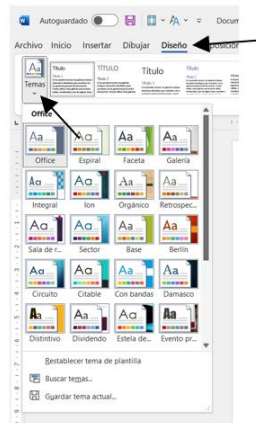 Autoguardado
Docum
Archivo Inicio Insertar Dibujar Diseño posición
Temas
Título
TÍTULO
Título
Título
Office
Office Espiral Faceta Galería
Integral Ion Orgánico Retrospec...
Sala de r... Sector Base Berlín
Circuito Citable Con bandas Damasco
Distintivo Dividendo Estela de... Evento pr...
Restablecer tema de plantilla
Buscar temas...
Guardar tema actual...